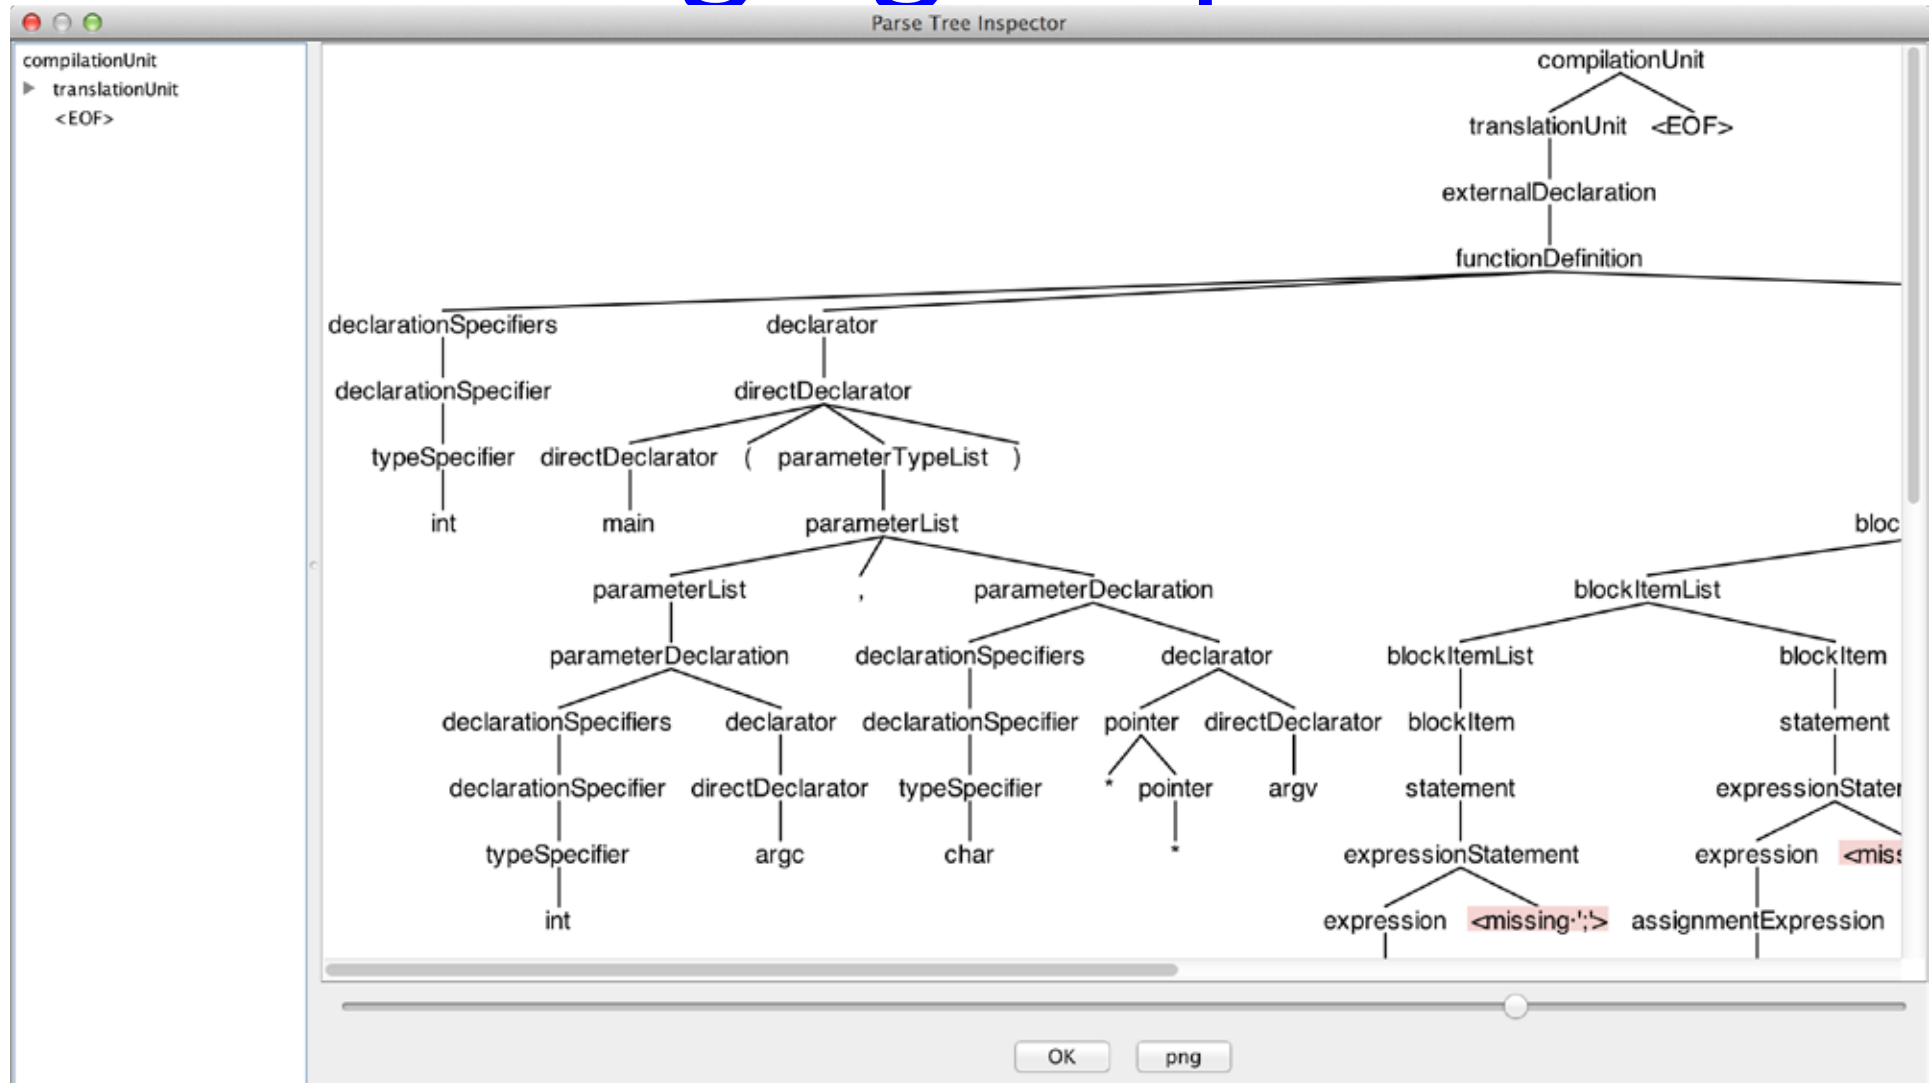 Parse Tree Inspector
compilationUnit
translationUnit
<EOF>
compilationUnit
translationUnit <EOF>
externalDeclaration
functionDefinition
declarationSpecifiers declarator
declarationSpecifier directDeclarator
typeSpecifier directDeclarator ( parameterTypeList )
int main parameterList bloc
parameterList , parameterDeclaration blockItemList
parameterDeclaration declarationSpecifiers declarator blockItemList blockItem
declarationSpecifiers declarator declarationSpecifier pointer directDeclarator blockItem statement
declarationSpecifier directDeclarator typeSpecifier * pointer argv statement expressionStater
typeSpecifier argc char * expressionStatement expression <miss
int expression <missing·';'> assignmentExpression
OK png